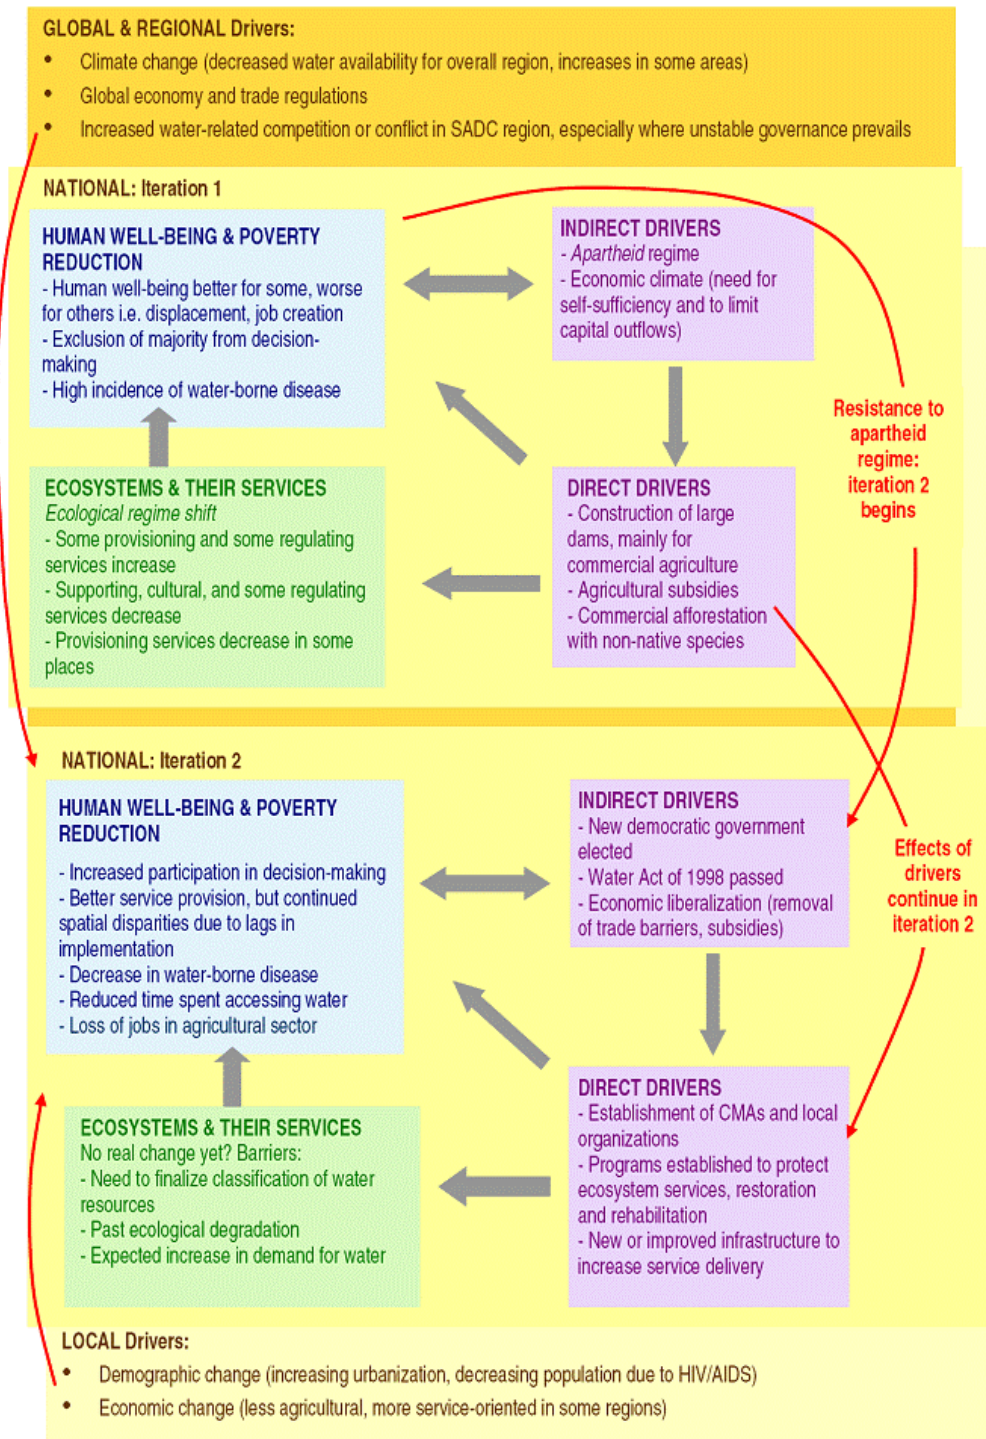 GLOBAL & REGIONAL Drivers:
• Climate change (decreased water availability for overall region, increases in some areas)
• Global economy and trade regulations
• Increased water-related competition or conflict in SADC region, especially where unstable governance prevails
NATIONAL: Iteration 1
HUMAN WELL-BEING & POVERTY
REDUCTION
- Human well-being better for some, worse
for others i.e. displacement, job creation
- Exclusion of majority from decision-
making
- High incidence of water-borne disease
INDIRECT DRIVERS
- Apartheid regime
- Economic climate (need for
self-sufficiency and to limit
capital outflows)
Resistance to
apartheid
regime:
iteration 2
begins
ECOSYSTEMS & THEIR SERVICES
Ecological regime shift
- Some provisioning and some regulating
services increase
- Supporting, cultural, and some regulating
services decrease
- Provisioning services decrease in some
places
DIRECT DRIVERS
- Construction of large
dams, mainly for
commercial agriculture
- Agricultural subsidies
- Commercial afforestation
with non-native species
NATIONAL: Iteration 2
HUMAN WELL-BEING & POVERTY
REDUCTION
- Increased participation in decision-making
- Better service provision, but continued
spatial disparities due to lags in
implementation
- Decrease in water-borne disease
- Reduced time spent accessing water
- Loss of jobs in agricultural sector
INDIRECT DRIVERS
- New democratic government
elected
- Water Act of 1998 passed
- Economic liberalization (removal
of trade barriers, subsidies)
Effects of
drivers
continue in
iteration 2
ECOSYSTEMS & THEIR SERVICES
No real change yet? Barriers:
- Need to finalize classification of water
resources
- Past ecological degradation
- Expected increase in demand for water
DIRECT DRIVERS
- Establishment of CMAs and local
organizations
- Programs established to protect
ecosystem services, restoration
and rehabilitation
- New or improved infrastructure to
increase service delivery
LOCAL Drivers:
• Demographic change (increasing urbanization, decreasing population due to HIV/AIDS)
• Economic change (less agricultural, more service-oriented in some regions)